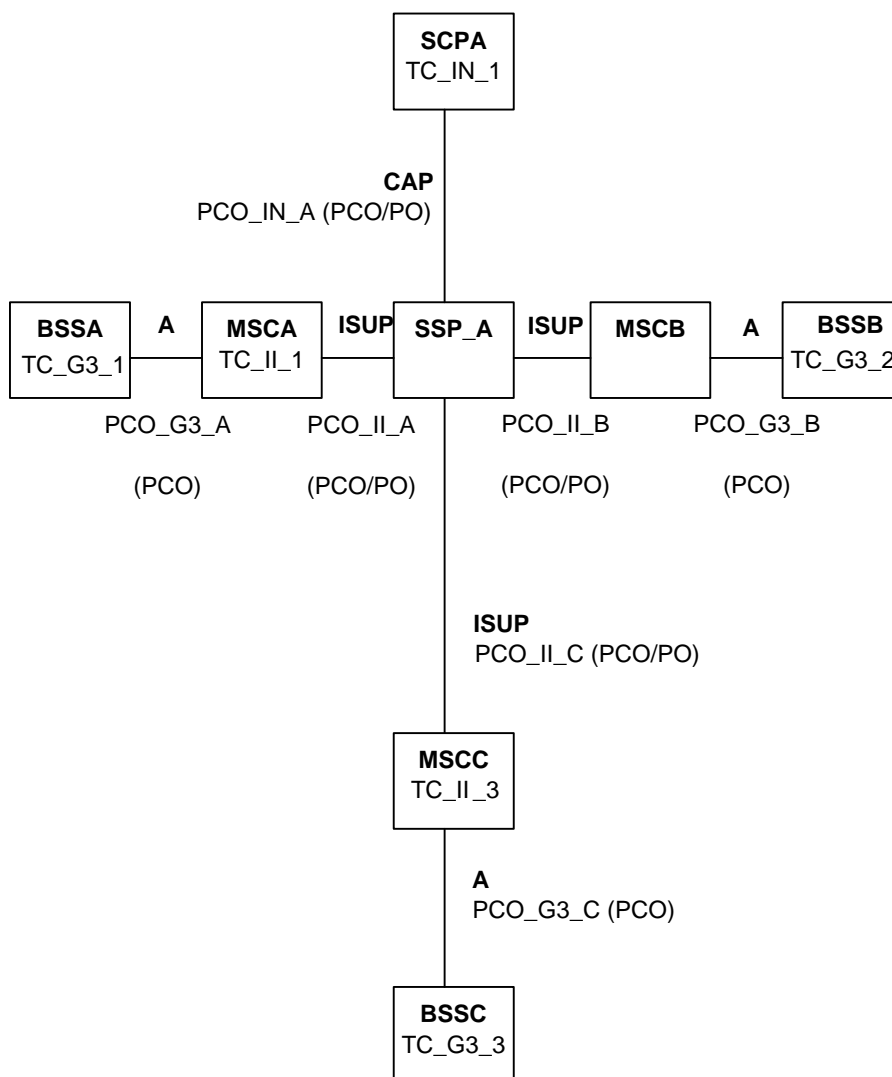 SCPA
TC_IN_1
CAP
PCO_IN_A (PCO/PO)
BSSA
TC_G3_1
A
MSCA
TC_II_1
ISUP
SSP_A
ISUP
MSCB
A
BSSB
TC_G3_2
PCO_G3_A
(PCO)
PCO_II_A
(PCO/PO)
PCO_II_B
(PCO/PO)
PCO_G3_B
(PCO)
ISUP
PCO_II_C (PCO/PO)
MSCC
TC_II_3
A
PCO_G3_C (PCO)
BSSC
TC_G3_3